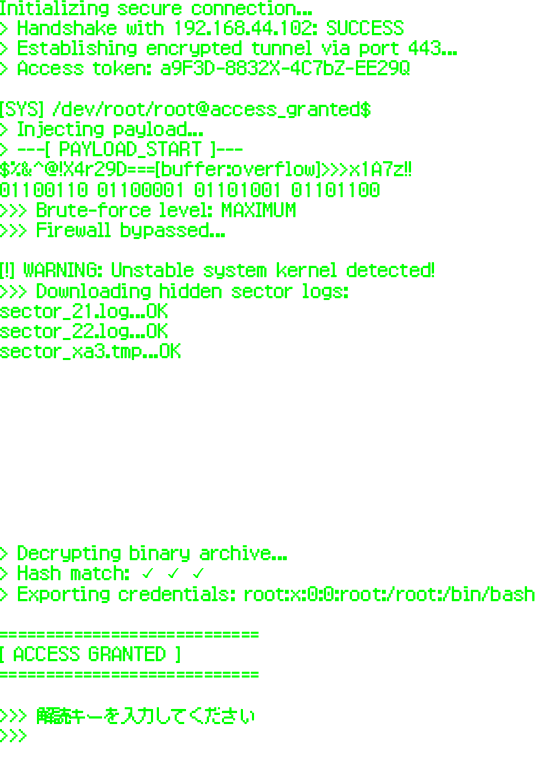 Initializing secure connection...
> Handshake with 192.168.44.102: SUCCESS
> Establishing encrypted tunnel via port 443...
> Access token: a9F3D-8832X-4C7bZ-EE29Q
[SYS] /dev/root/root@access_granted$
> Injecting payload...
> ---[ PAYLOAD_START ]---
$%&^@!X4r29D===[buffer:overflow]>>>x1A7z!!
01100110 01100001 01101001 01101100
>>> Brute-force level: MAXIMUM
>>> Firewall bypassed...
[!] WARNING: Unstable system kernel detected!
>>> Downloading hidden sector logs:
sector_21.log...OK
sector_22.log...OK
sector_xa3.tmp...OK
> Decrypting binary archive...
> Hash match: ✓ ✓ ✓
> Exporting credentials: root:x:0:0:root:/root:/bin/bash
============================
[ ACCESS GRANTED ]
============================
>>> 解読キーを入力してください
>>>